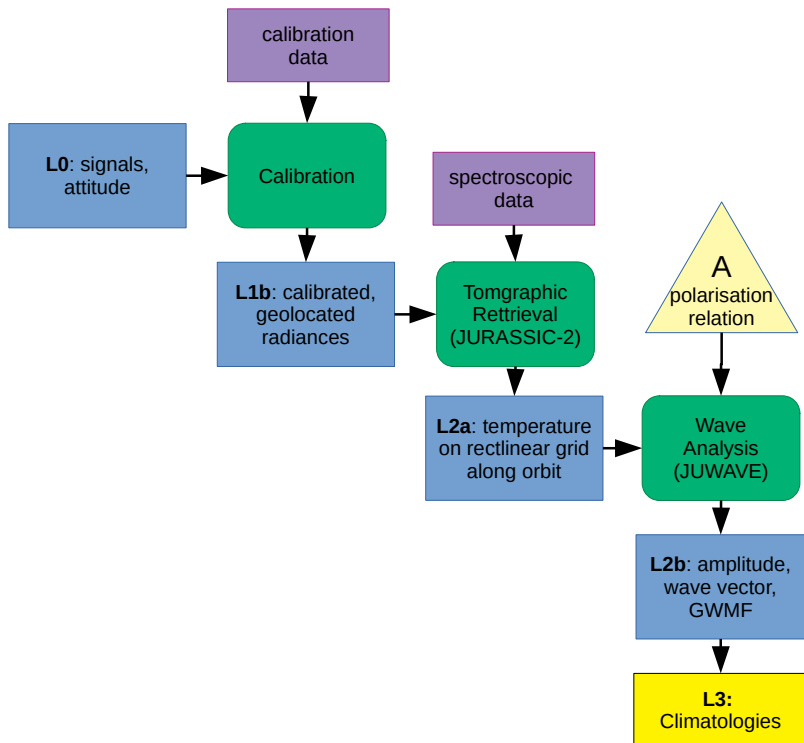 calibration
data
L0: signals,
attitude
Calibration
spectroscopic
data
L1b: calibrated,
geolocated
radiances
Tomgraphic
Rettrieval
(JURASSIC-2)
A
polarisation
relation
L2a: temperature
on rectlinear grid
along orbit
Wave
Analysis
(JUWAVE)
L2b: amplitude,
wave vector,
GWMF
L3:
Climatologies